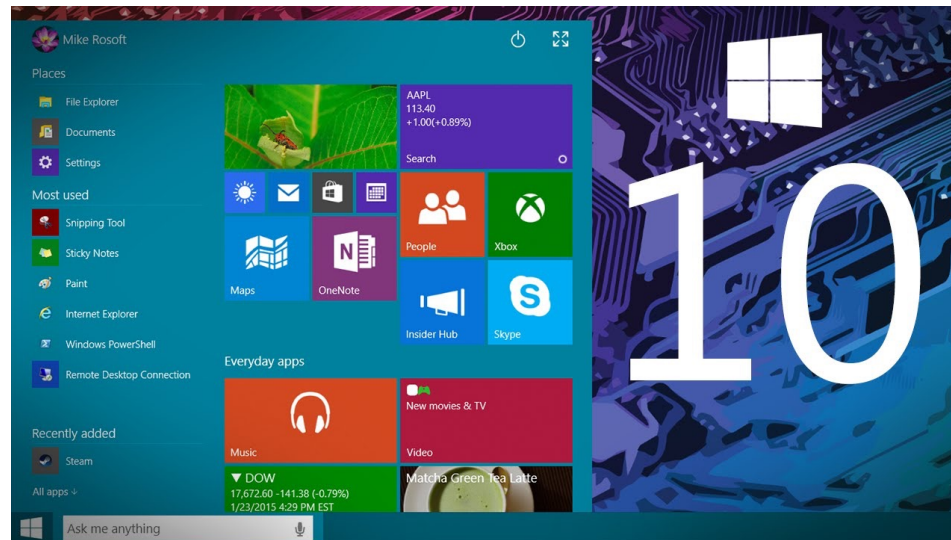 Mike Rosoft
Places
File Explorer
Documents
Settings
Most used
Snipping Tool
Sticky Notes
Paint
Internet Explorer
Windows PowerShell
Remote Desktop Connection
Recently added
Steam
All apps ↓
Ask me anything
AAPL
113.40
+1.00(+0.89%)
Search
People
Xbox
Maps
OneNote
Insider Hub
Skype
Everyday apps
Music
New movies & TV
Video
▼ DOW
17,672.60 -141.38 (-0.79%)
1/23/2015 4:29 PM EST
Matcha Green Tea Latte
10